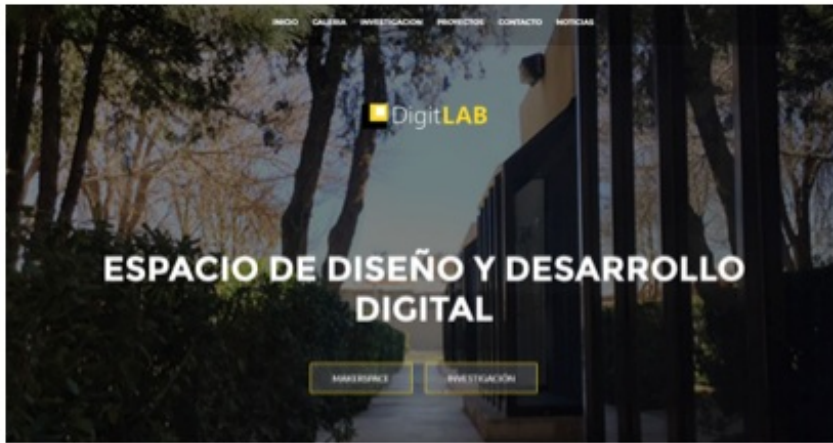 INICIO GALERIA INVESTIGACION PROYECTOS CONTACTO NOTICIAS
DigitLAB
ESPACIO DE DISEÑO Y DESARROLLO
DIGITAL
MAKERSPACE INVESTIGACIÓN